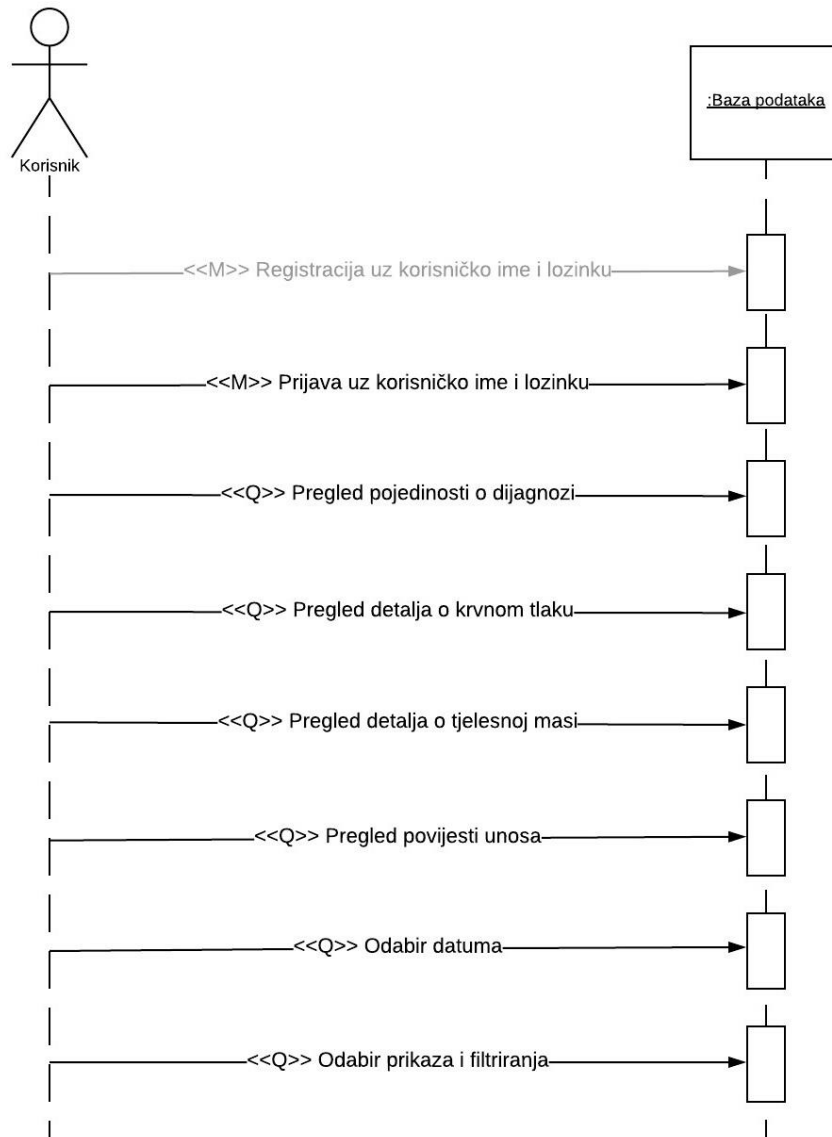 :Baza podataka
Korisnik
<<M>> Registracija uz korisničko ime i lozinku
<<M>> Prijava uz korisničko ime i lozinku
<<Q>> Pregled pojedinosti o dijagnozi
<<Q>> Pregled detalja o krvnom tlaku
<<Q>> Pregled detalja o tjelesnoj masi
<<Q>> Pregled povijesti unosa
<<Q>> Odabir datuma
<<Q>> Odabir prikaza i filtriranja